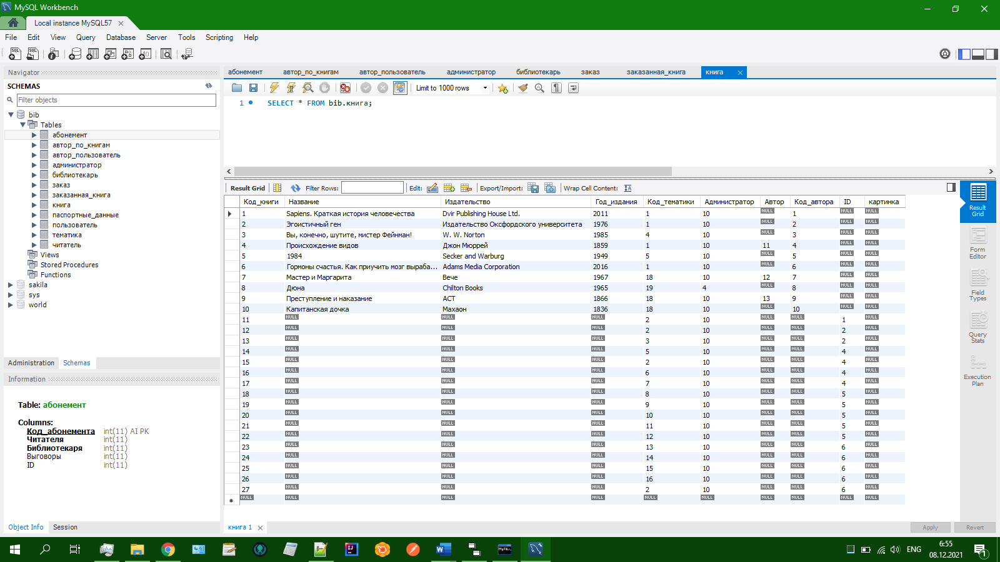 MySQL Workbench
Local instance MySQL57
File Edit View Query Database Server Tools Scripting Help
Navigator
SCHEMAS
Filter objects
bib
Tables
абонемент
автор_по_книгам
автор_пользователь
администратор
библиотекарь
заказ
заказанная_книга
книга
паспортные_данные
пользователь
тематика
читатель
Views
Stored Procedures
Functions
sakila
sys
world
Administration Schemas
Information
Table: абонемент
Columns:
Код_абонемента int(11) AI PK
Читателя int(11)
Библиотекаря int(11)
Выговоры int(11)
ID int(11)
Object Info Session
абонемент автор_по_книгам автор_пользователь администратор библиотекарь заказ заказанная_книга книга
Limit to 1000 rows
1 SELECT * FROM bib.книга;
Result Grid Filter Rows: Edit: Export/Import: Wrap Cell Content:
Код_книги Название Издательство Год_издания Код_тематики Администратор Автор Код_автора ID картинка
1 Sapiens. Краткая история человечества Dvir Publishing House Ltd. 2011 1 10 NULL 1 NULL NULL
2 Эгоистичный ген Издательство Оксфордского университета 1976 1 10 NULL 2 NULL NULL
3 Вы, конечно, шутите, мистер Фейнман! W. W. Norton 1985 4 10 NULL 3 NULL NULL
4 Происхождение видов Джон Мюррей 1859 1 10 11 4 NULL NULL
5 1984 Secker and Warburg 1949 5 10 NULL 5 NULL NULL
6 Гормоны счастья. Как приучить мозг выраба... Adams Media Corporation 2016 1 10 NULL 6 NULL NULL
7 Мастер и Маргарита Вече 1967 18 10 12 7 NULL NULL
8 Дюна Chilton Books 1965 19 4 NULL 8 NULL NULL
9 Преступление и наказание АСТ 1866 18 10 13 9 NULL NULL
10 Капитанская дочка Махаон 1836 18 10 NULL 10 NULL NULL
11 NULL NULL NULL 2 10 NULL NULL 1 NULL
12 NULL NULL NULL 2 10 NULL NULL 2 NULL
13 NULL NULL NULL 3 10 NULL NULL 2 NULL
14 NULL NULL NULL 5 10 NULL NULL 4 NULL
15 NULL NULL NULL 2 10 NULL NULL 4 NULL
16 NULL NULL NULL 6 10 NULL NULL 4 NULL
17 NULL NULL NULL 7 10 NULL NULL 4 NULL
18 NULL NULL NULL 8 10 NULL NULL 5 NULL
19 NULL NULL NULL 9 10 NULL NULL 5 NULL
20 NULL NULL NULL 10 10 NULL NULL 5 NULL
21 NULL NULL NULL 11 10 NULL NULL 5 NULL
22 NULL NULL NULL 12 10 NULL NULL 5 NULL
23 NULL NULL NULL 13 10 NULL NULL 6 NULL
24 NULL NULL NULL 14 10 NULL NULL 6 NULL
25 NULL NULL NULL 15 10 NULL NULL 6 NULL
26 NULL NULL NULL 16 10 NULL NULL 6 NULL
27 NULL NULL NULL 2 10 NULL NULL 6 NULL
NULL NULL NULL NULL NULL NULL NULL NULL NULL NULL
Result
Grid
Form
Editor
Field
Types
Query
Stats
Execution
Plan
книга 1
Apply Revert
ENG
6:55
08.12.2021
1